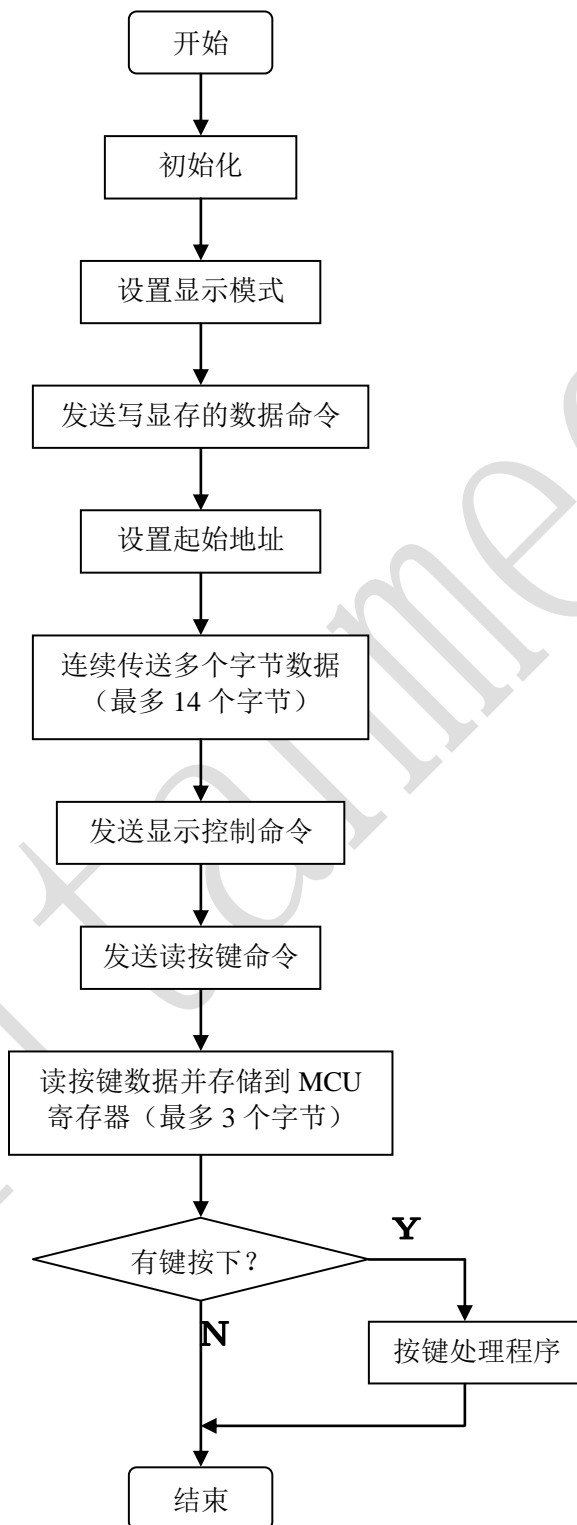 开始
初始化
设置显示模式
发送写显存的数据命令
设置起始地址
连续传送多个字节数据
（最多 14 个字节）
发送显示控制命令
发送读按键命令
读按键数据并存储到 MCU
寄存器（最多 3 个字节）
有键按下？
Y
N
按键处理程序
结束